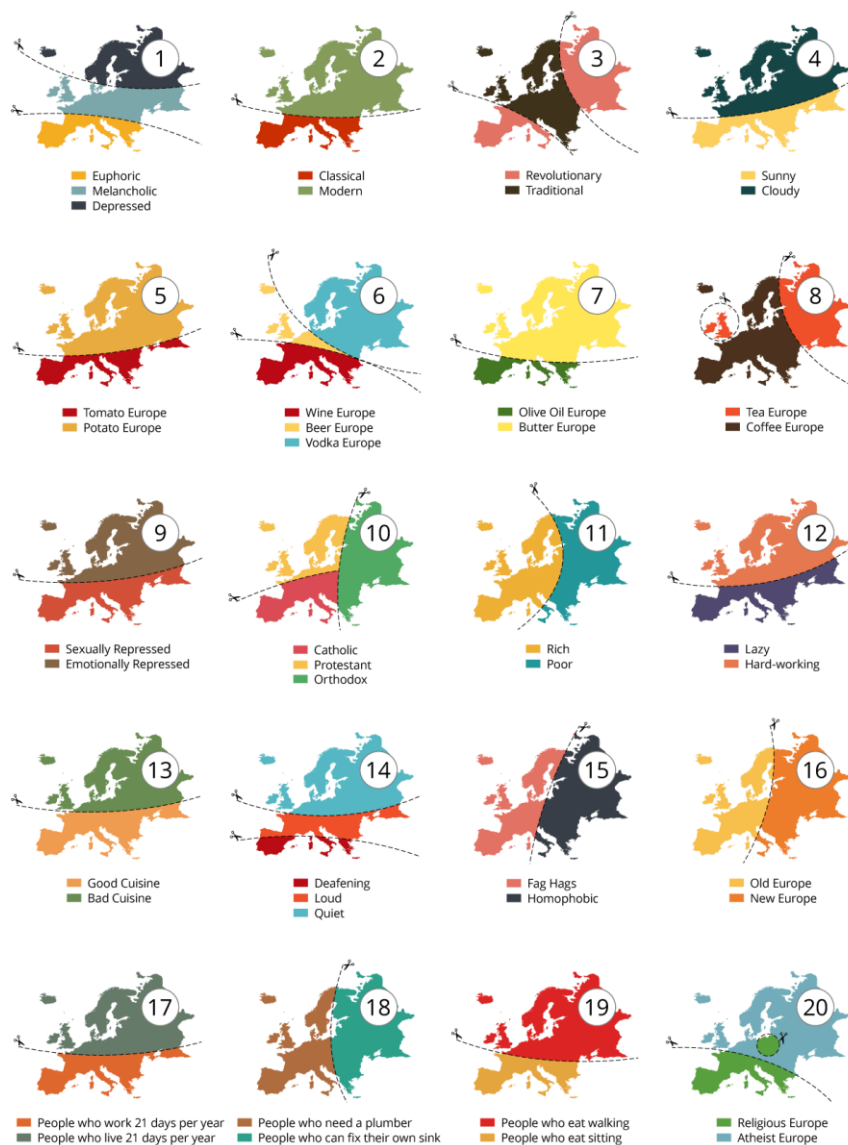 1
2
3
4
Euphoric
Melancholic
Depressed
Classical
Modern
Revolutionary
Traditional
Sunny
Cloudy
5
6
7
8
Tomato Europe
Potato Europe
Wine Europe
Beer Europe
Vodka Europe
Olive Oil Europe
Butter Europe
Tea Europe
Coffee Europe
9
10
11
12
Sexually Repressed
Emotionally Repressed
Catholic
Protestant
Orthodox
Rich
Poor
Lazy
Hard-working
13
14
15
16
Good Cuisine
Bad Cuisine
Deafening
Loud
Quiet
Fag Hags
Homophobic
Old Europe
New Europe
17
18
19
20
People who work 21 days per year
People who live 21 days per year
People who need a plumber
People who can fix their own sink
People who eat walking
People who eat sitting
Religious Europe
Atheist Europe